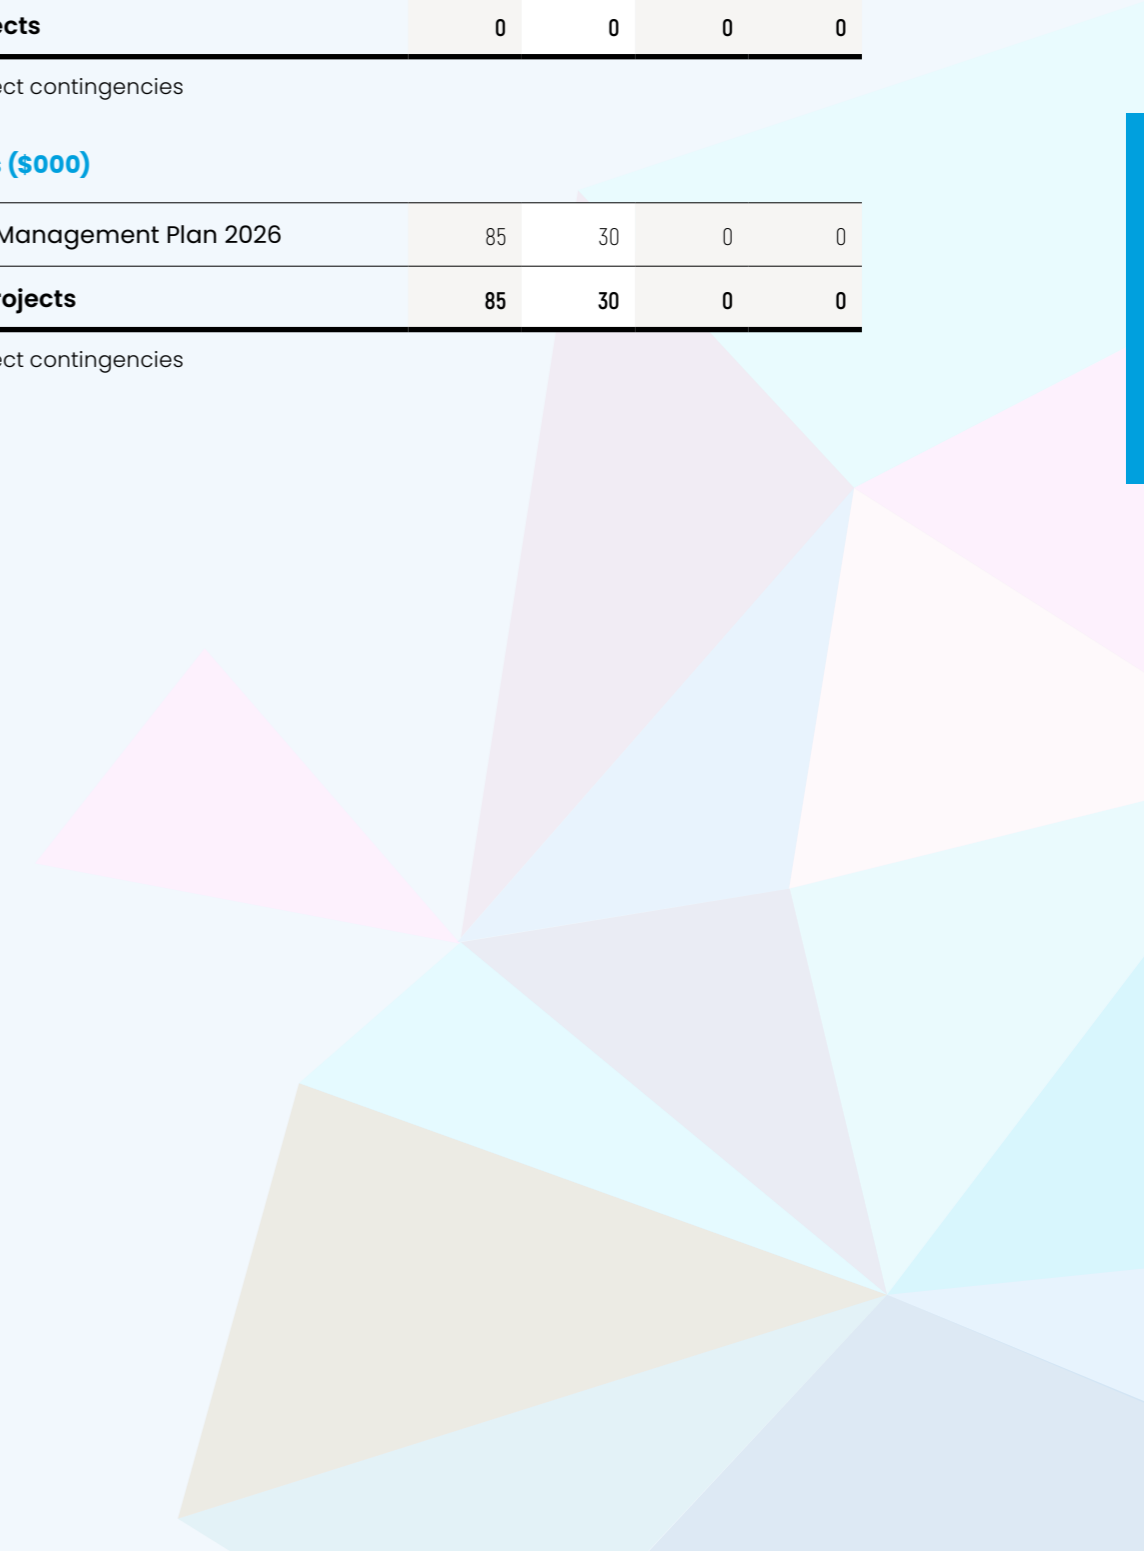 ects 0 0 0 0
ect contingencies
($000)
Management Plan 2026 85 30 0 0
rojects 85 30 0 0
ect contingencies